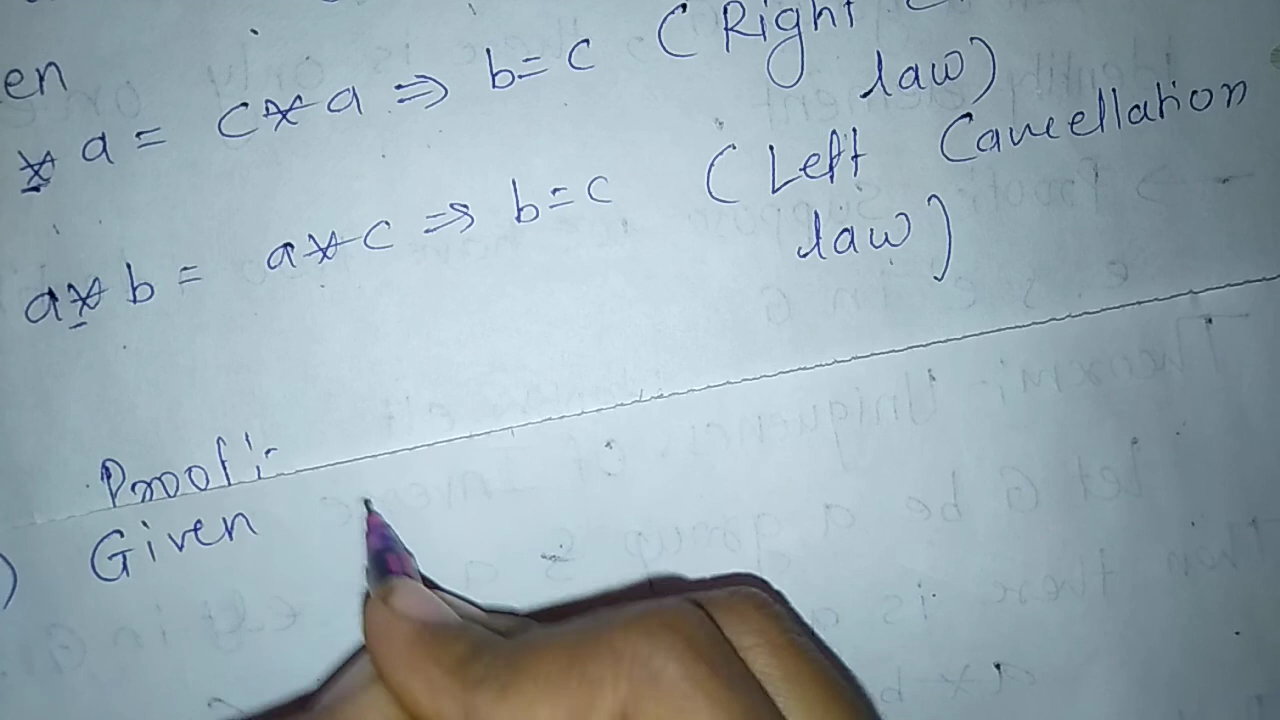 en
* a = c * a ⇒ b = c (Right
law)
a * b = a * c ⇒ b = c (Left Cancellation
law)
Proof:-
) Given